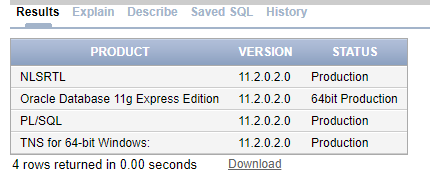 Results Explain Describe Saved SQL History
PRODUCT VERSION STATUS
NLSRTL 11.2.0.2.0 Production
Oracle Database 11g Express Edition 11.2.0.2.0 64bit Production
PL/SQL 11.2.0.2.0 Production
TNS for 64-bit Windows: 11.2.0.2.0 Production
4 rows returned in 0.00 seconds Download